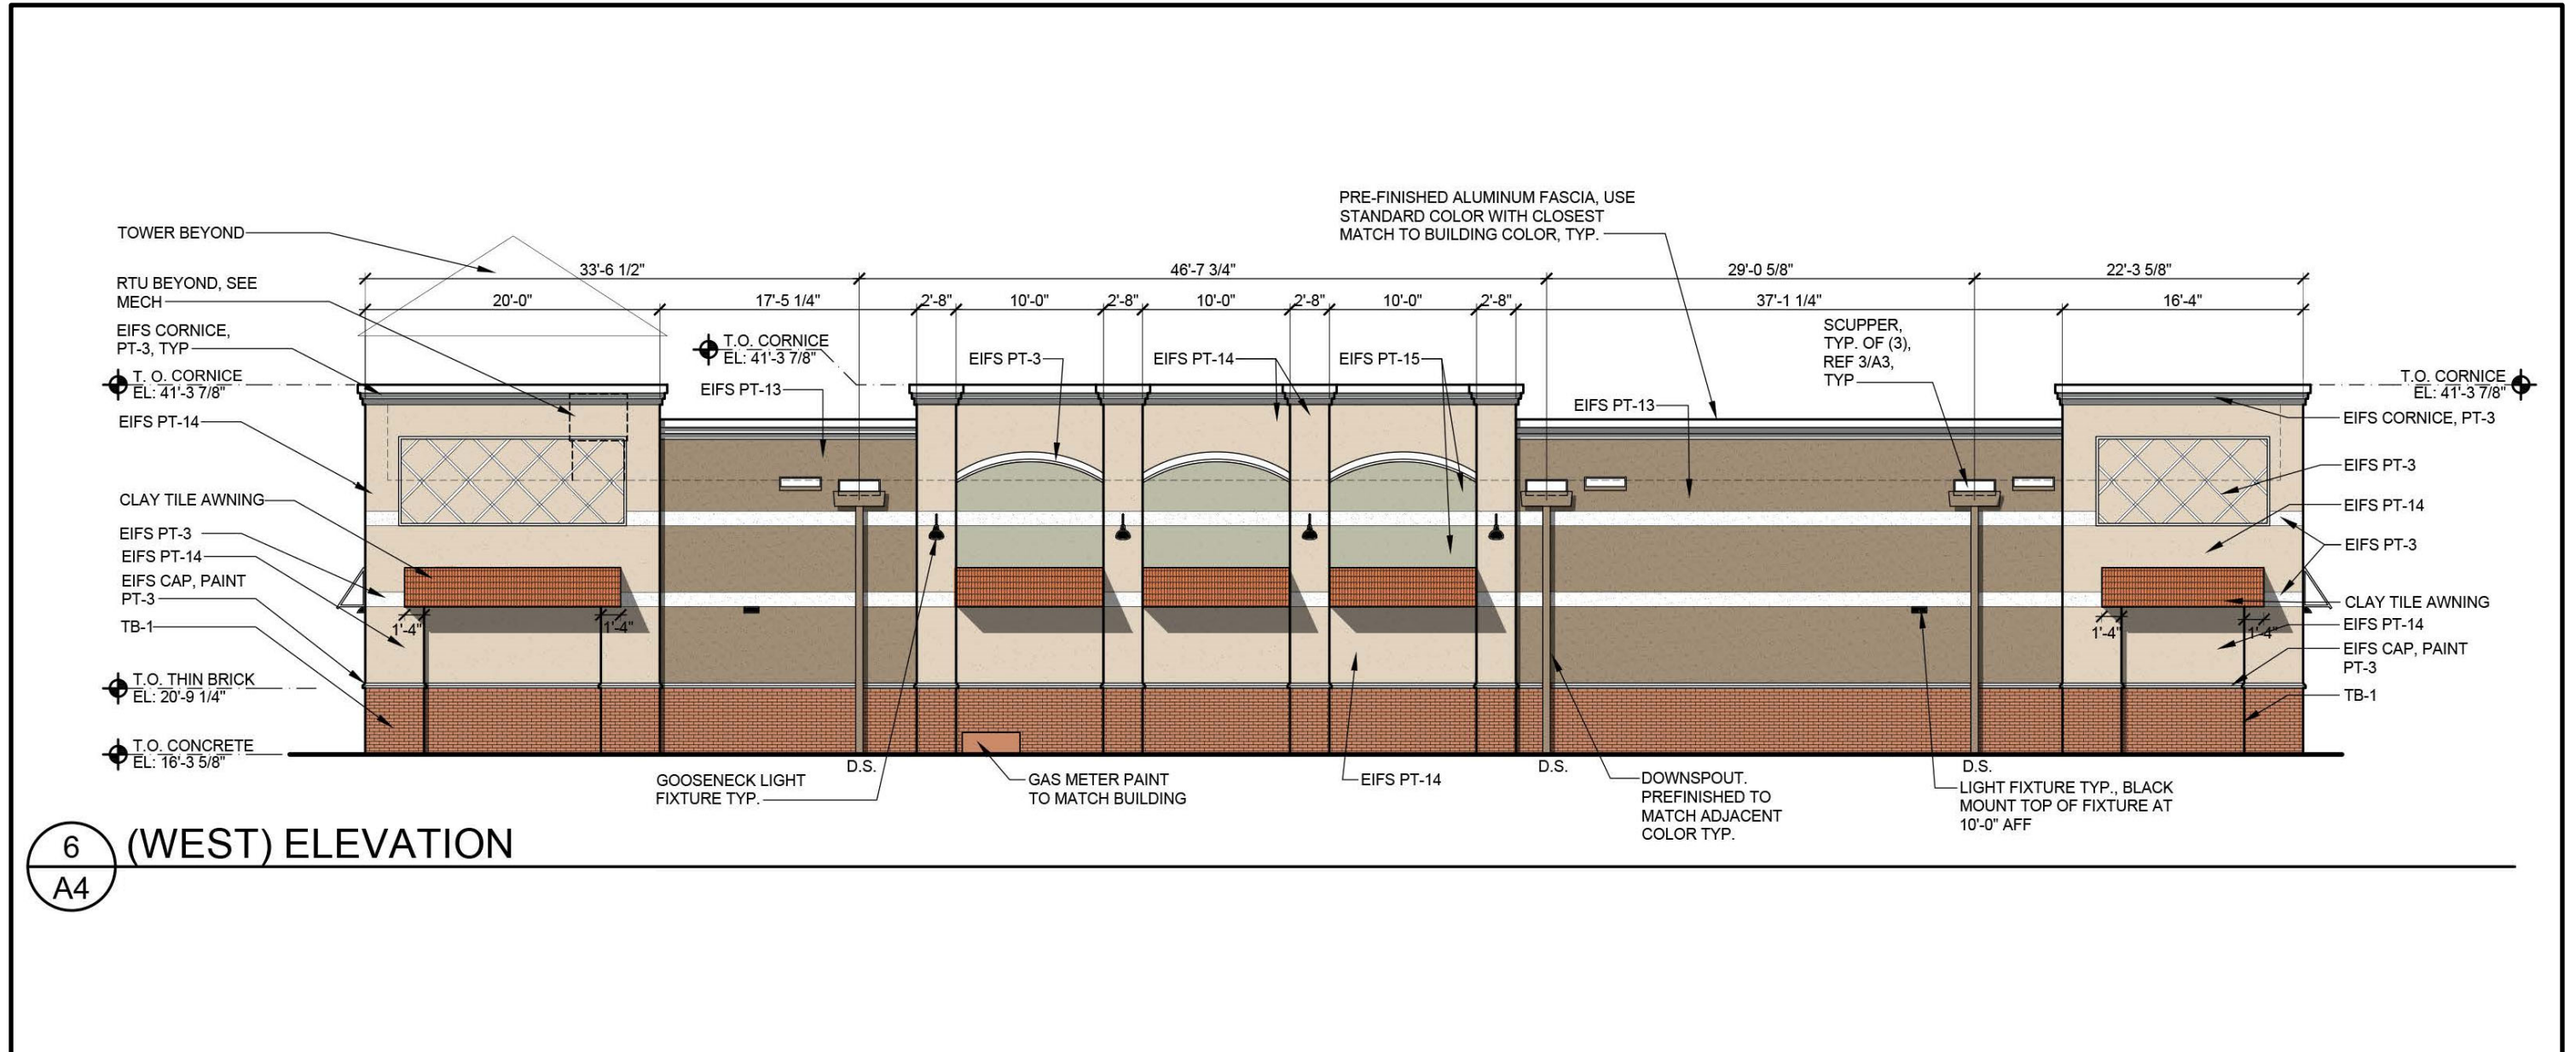 PRE-FINISHED ALUMINUM FASCIA, USE
STANDARD COLOR WITH CLOSEST
MATCH TO BUILDING COLOR, TYP.
TOWER BEYOND
33'-6 1/2"
46'-7 3/4"
29'-0 5/8"
22'-3 5/8"
RTU BEYOND, SEE
MECH
20'-0"
17'-5 1/4"
2'-8"
10'-0"
2'-8"
10'-0"
2'-8"
10'-0"
2'-8"
37'-1 1/4"
16'-4"
EIFS CORNICE,
PT-3, TYP
T.O. CORNICE
EL: 41'-3 7/8"
EIFS PT-3
EIFS PT-14
EIFS PT-15
SCUPPER,
TYP. OF (3),
REF 3/A3,
TYP
T. O. CORNICE
EL: 41'-3 7/8"
EIFS PT-13
EIFS PT-13
T.O. CORNICE
EL: 41'-3 7/8"
EIFS PT-14
EIFS CORNICE, PT-3
EIFS PT-3
CLAY TILE AWNING
EIFS PT-14
EIFS PT-3
EIFS PT-14
EIFS PT-3
EIFS CAP, PAINT
PT-3
CLAY TILE AWNING
TB-1
1'-4"
1'-4"
1'-4"
1'-4"
EIFS PT-14
EIFS CAP, PAINT
PT-3
T.O. THIN BRICK
EL: 20'-9 1/4"
TB-1
T.O. CONCRETE
EL: 16'-3 5/8"
D.S.
D.S.
D.S.
GOOSENECK LIGHT
FIXTURE TYP.
GAS METER PAINT
TO MATCH BUILDING
EIFS PT-14
DOWNSPOUT.
PREFINISHED TO
MATCH ADJACENT
COLOR TYP.
LIGHT FIXTURE TYP., BLACK
MOUNT TOP OF FIXTURE AT
10'-0" AFF
6
A4
(WEST) ELEVATION